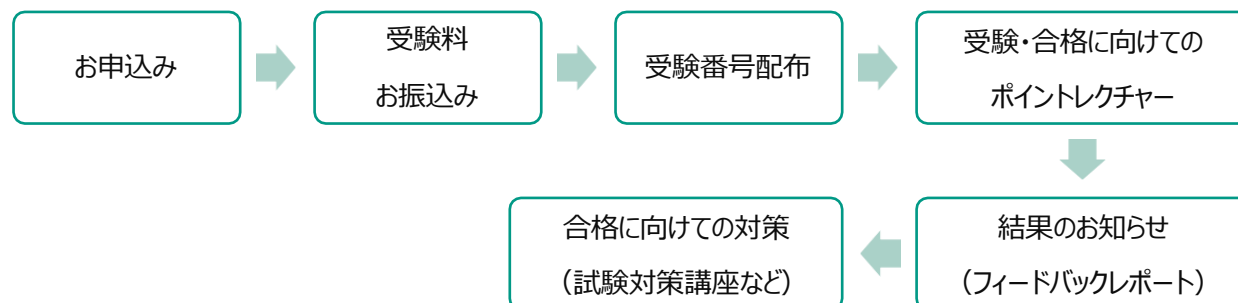 お申込み
受験料
お振込み
受験番号配布
受験・合格に向けての
ポイントレクチャー
結果のお知らせ
（フィードバックレポート）
合格に向けての対策
（試験対策講座など）